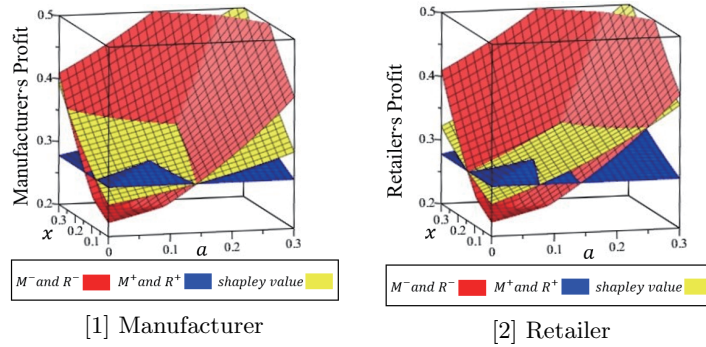 Manufacturer·s Profit
0.5
0.4
0.3
0.2
0.3
0.2
0.1
x
0
0.1
a
0.2
0.3
M⁻and R⁻ M⁺and R⁺ shapley value
[1] Manufacturer
Retailer·s Profit
0.5
0.4
0.3
0.2
0.3
0.2
0.1
x
0
0.1
a
0.2
0.3
M⁻and R⁻ M⁺and R⁺ shapley value
[2] Retailer